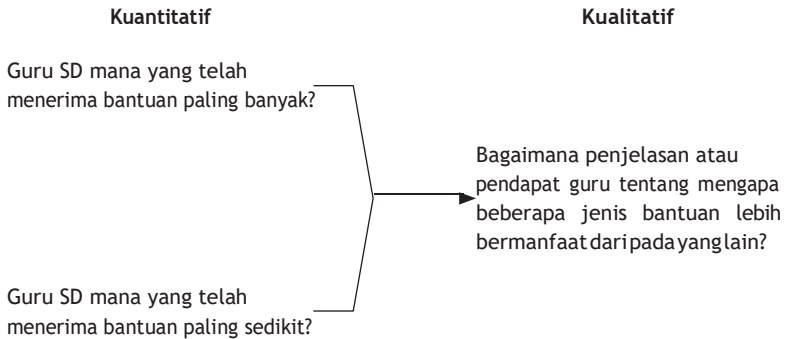 Kuantitatif
Kualitatif
Guru SD mana yang telah
menerima bantuan paling banyak?
Bagaimana penjelasan atau
pendapat guru tentang mengapa
beberapa jenis bantuan lebih
bermanfaat daripada yang lain?
Guru SD mana yang telah
menerima bantuan paling sedikit?